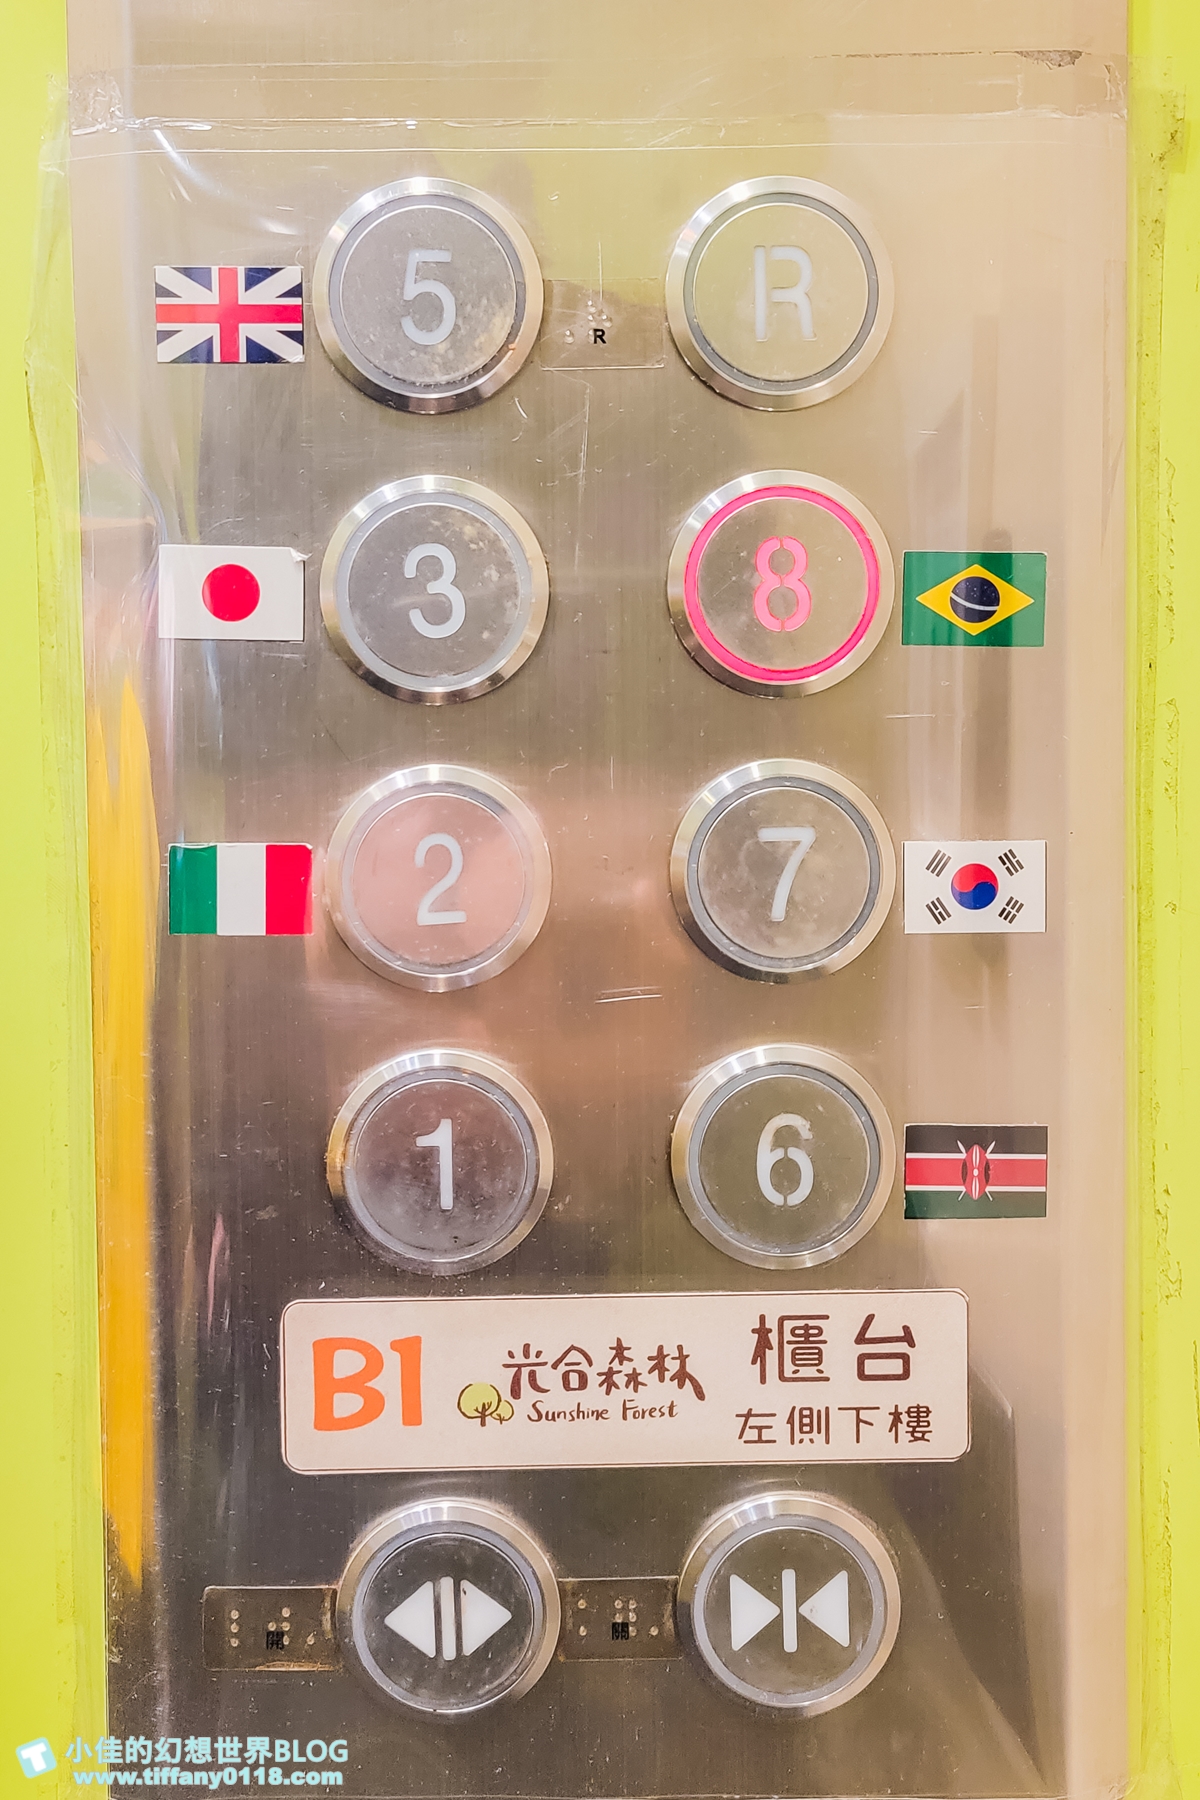 5
R
R
3
8
2
7
1
6
B1
光合森林
Sunshine Forest
櫃台
左側下樓
開
關
小佳的幻想世界BLOG
www.tiffany0118.com